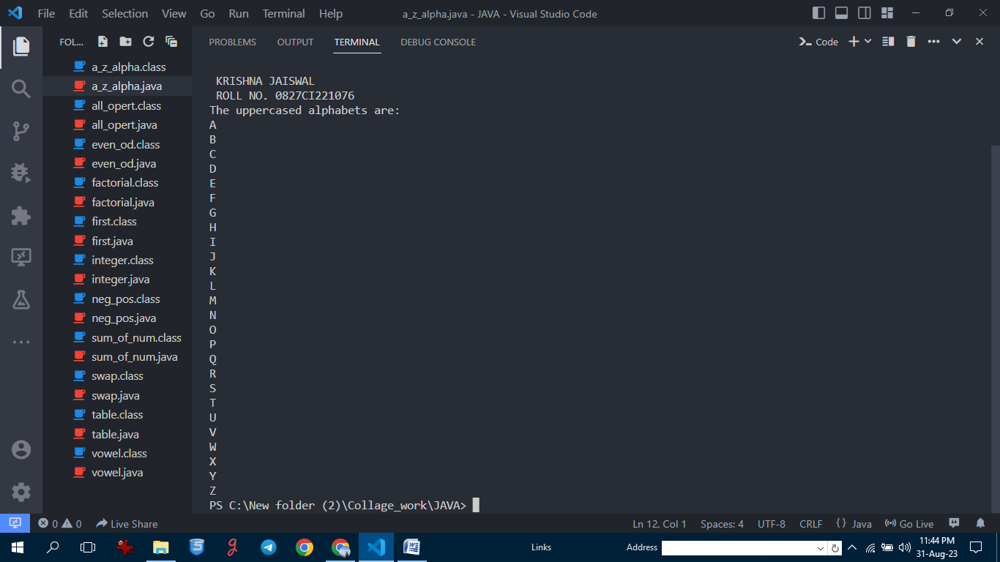 File Edit Selection View Go Run Terminal Help a_z_alpha.java - JAVA - Visual Studio Code
FOL...
a_z_alpha.class
a_z_alpha.java
all_opert.class
all_opert.java
even_od.class
even_od.java
factorial.class
factorial.java
first.class
first.java
integer.class
integer.java
neg_pos.class
neg_pos.java
sum_of_num.class
sum_of_num.java
swap.class
swap.java
table.class
table.java
vowel.class
vowel.java
PROBLEMS OUTPUT TERMINAL DEBUG CONSOLE Code
KRISHNA JAISWAL
ROLL NO. 0827CI221076
The uppercased alphabets are:
A
B
C
D
E
F
G
H
I
J
K
L
M
N
O
P
Q
R
S
T
U
V
W
X
Y
Z
PS C:\New folder (2)\Collage_work\JAVA>
0 0 Live Share Ln 12, Col 1 Spaces: 4 UTF-8 CRLF {} Java Go Live
Links Address 11:44 PM
31-Aug-23